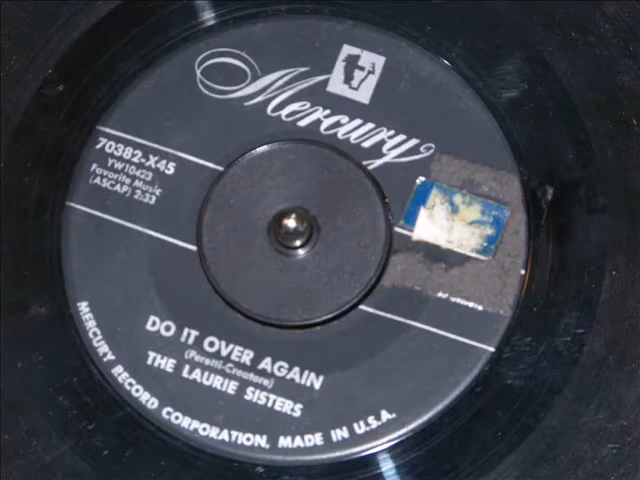 Mercury
70382-X45
YW10423
Favorite Music
(ASCAP) 2:33
DO IT OVER AGAIN
(Peretti-Creatore)
THE LAURIE SISTERS
MERCURY RECORD CORPORATION, MADE IN U.S.A.